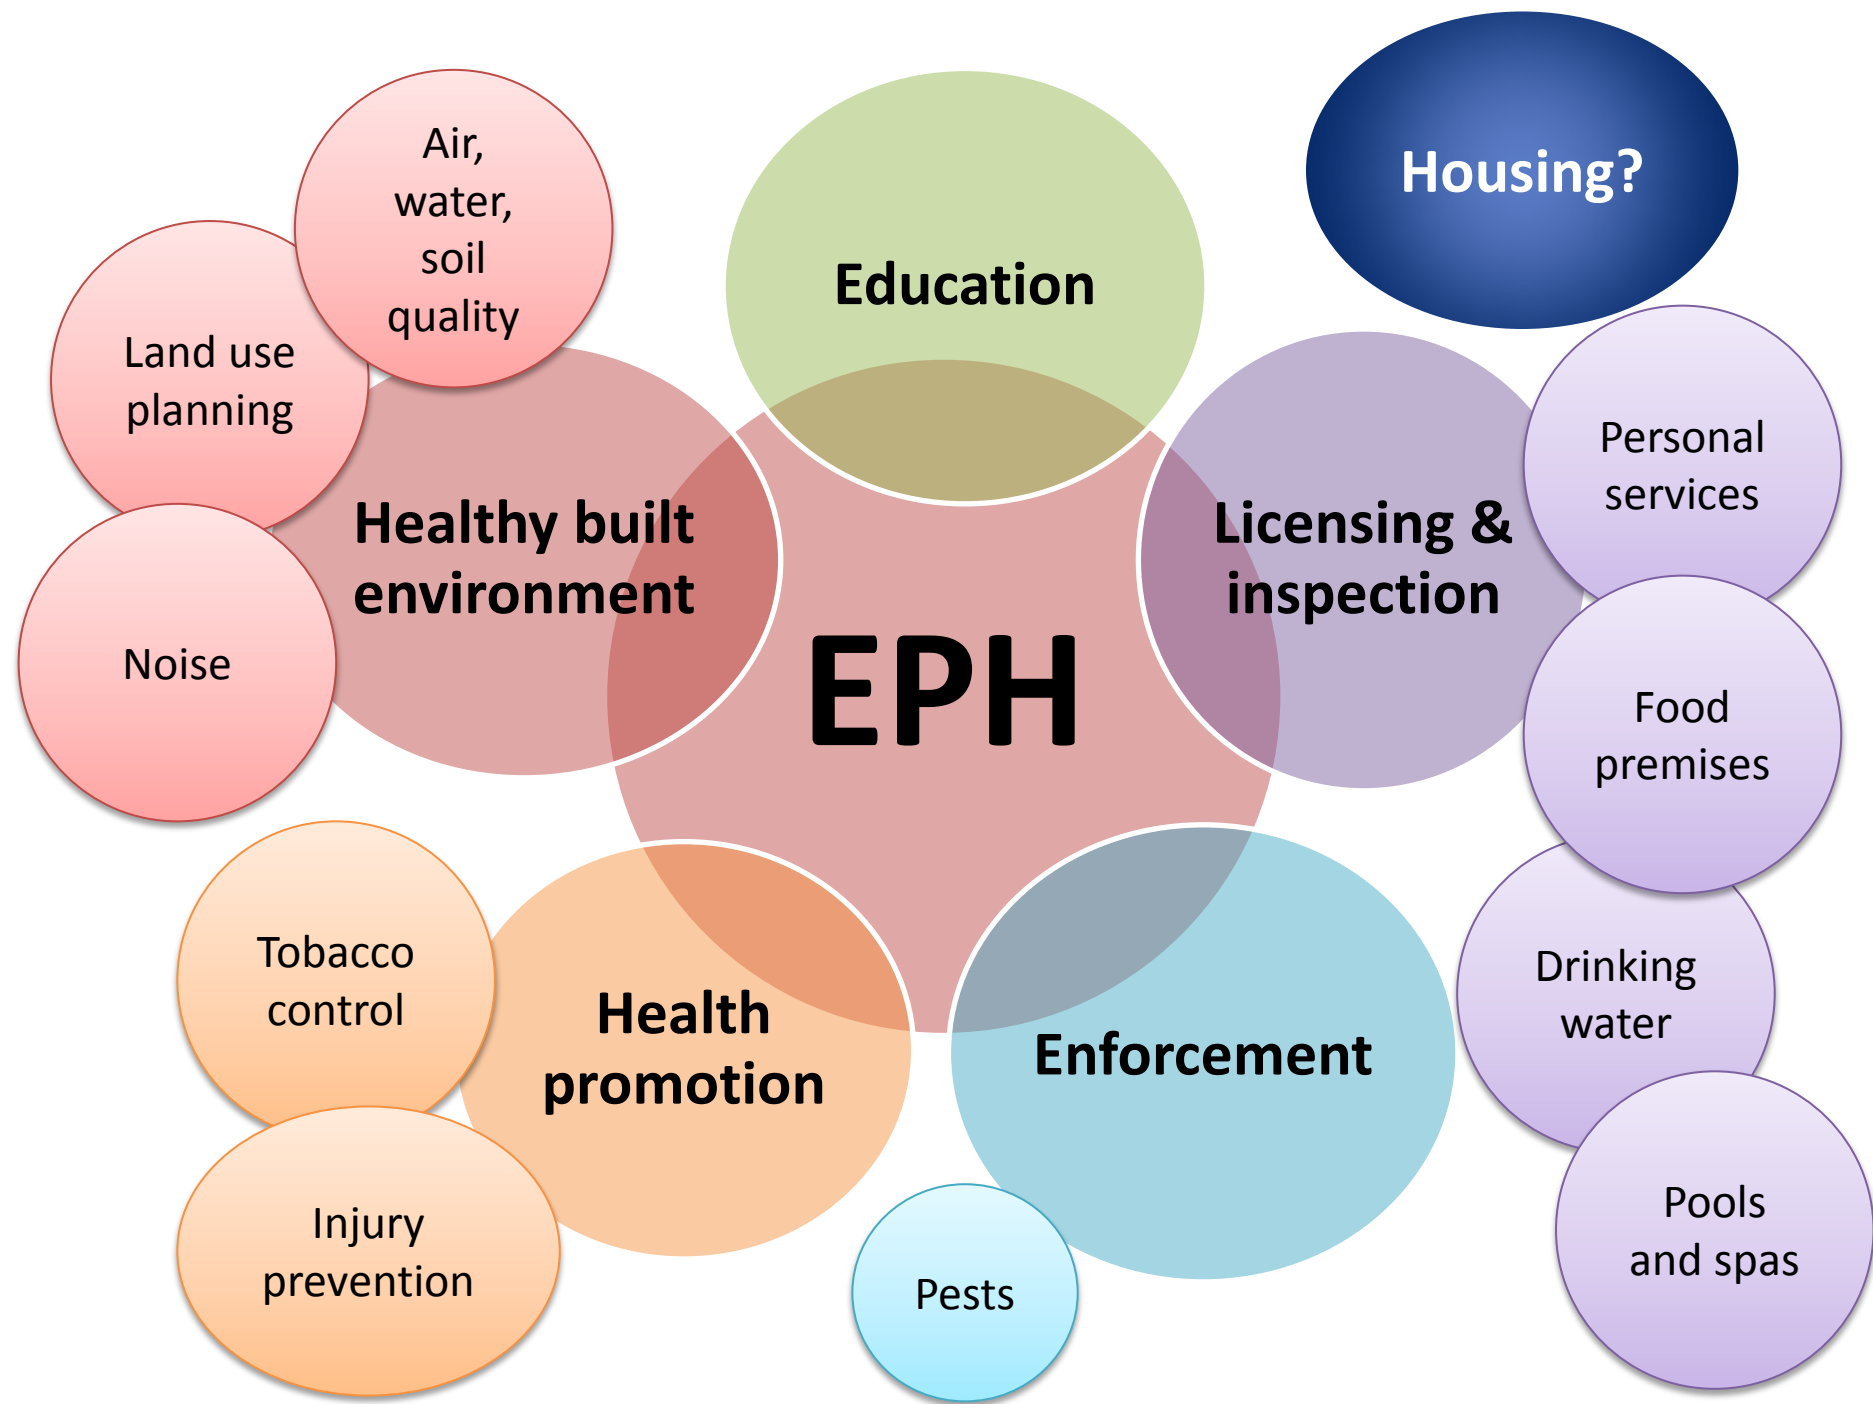 Air,
water,
soil
quality
Land use
planning
Noise
Healthy built
environment
Education
Housing?
Licensing &
inspection
Personal
services
Food
premises
Drinking
water
Pools
and spas
EPH
Tobacco
control
Injury
prevention
Health
promotion
Enforcement
Pests